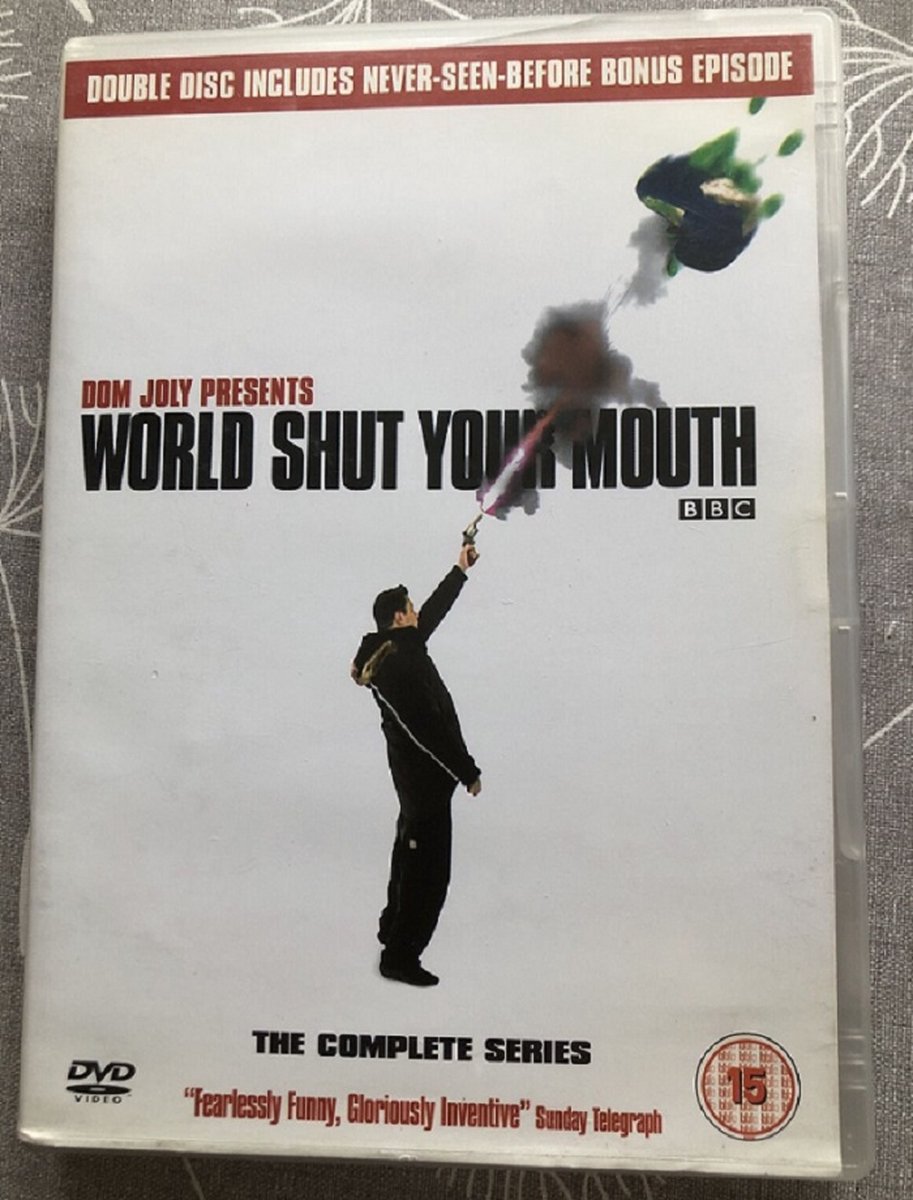 DOUBLE DISC INCLUDES NEVER-SEEN-BEFORE BONUS EPISODE
DOM JOLY PRESENTS
WORLD SHUT YOUR MOUTH
BBC
THE COMPLETE SERIES
DVD
VIDEO
"Fearlessly Funny, Gloriously Inventive" Sunday Telegraph
15